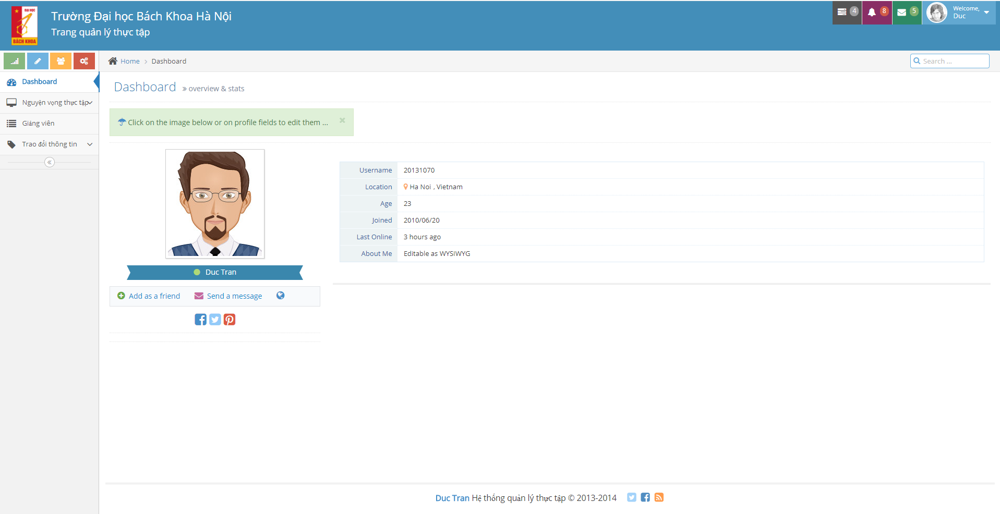 ĐẠI HỌC
BÁCH KHOA
Trường Đại học Bách Khoa Hà Nội
Trang quản lý thực tập
4
8
5
Welcome,
Duc
Home
Dashboard
Search ...
Dashboard
Nguyện vọng thực tập
Giảng viên
Trao đổi thông tin
Dashboard » overview & stats
Click on the image below or on profile fields to edit them ...
Duc Tran
Add as a friend
Send a message
Username 20131070
Location Ha Noi , Vietnam
Age 23
Joined 2010/06/20
Last Online 3 hours ago
About Me Editable as WYSIWYG
Duc Tran Hệ thống quản lý thực tập © 2013-2014